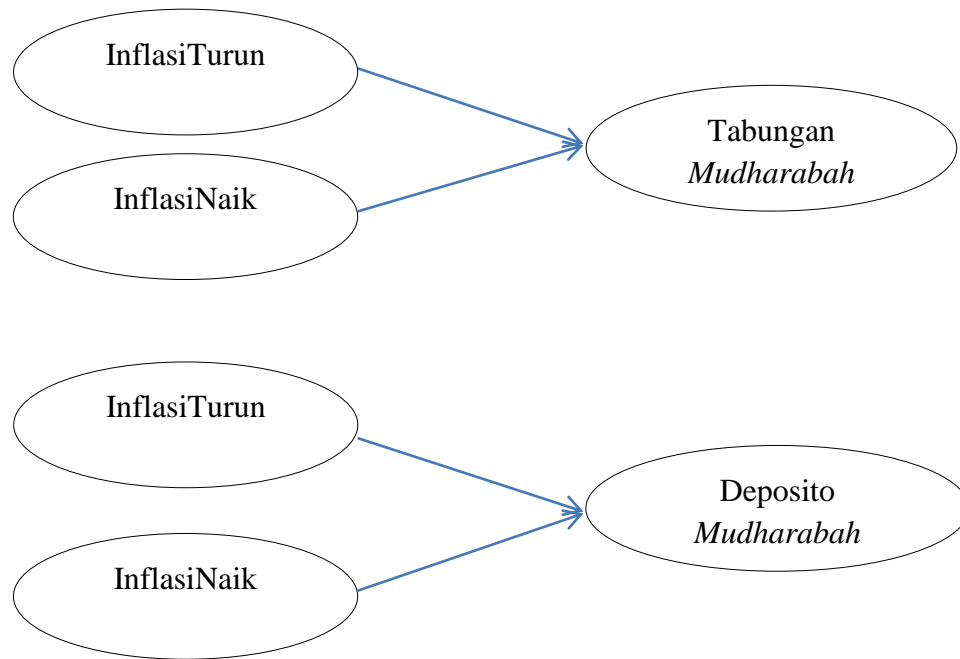 InflasiTurun
Tabungan
Mudharabah
InflasiNaik
InflasiTurun
Deposito
Mudharabah
InflasiNaik